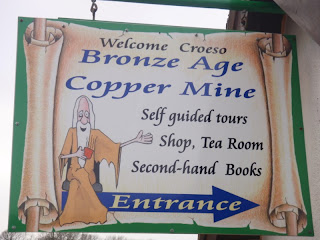 Welcome Croeso
Bronze Age
Copper Mine
Self guided tours
Shop, Tea Room
Second-hand Books
Entrance